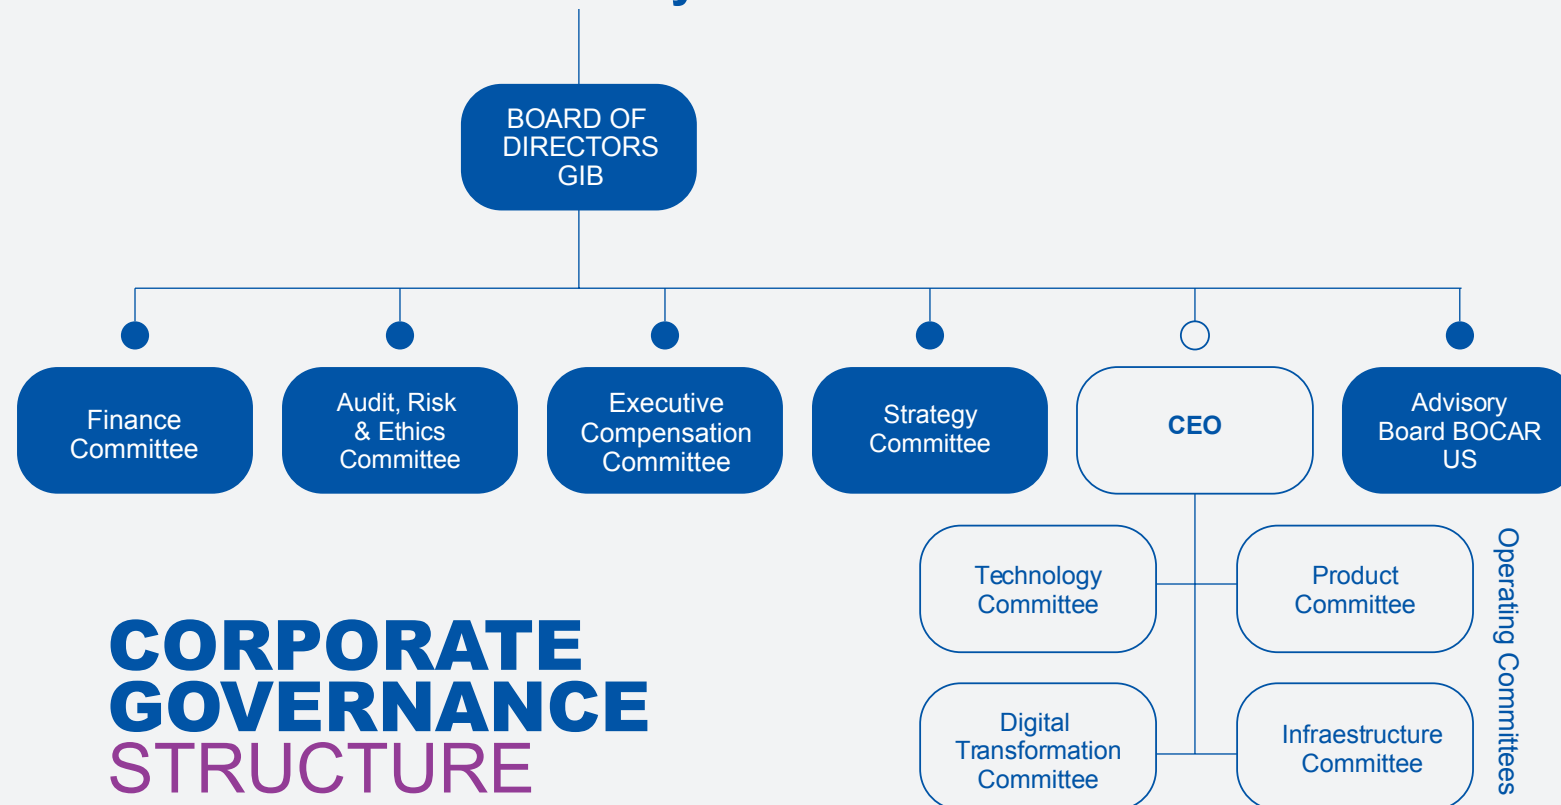 BOARD OF
DIRECTORS
GIB
Finance
Committee
Audit, Risk
& Ethics
Committee
Executive
Compensation
Committee
Strategy
Committee
CEO
Advisory
Board BOCAR
US
Technology
Committee
Product
Committee
Digital
Transformation
Committee
Infraestructure
Committee
Operating Committees
CORPORATE
GOVERNANCE
STRUCTURE